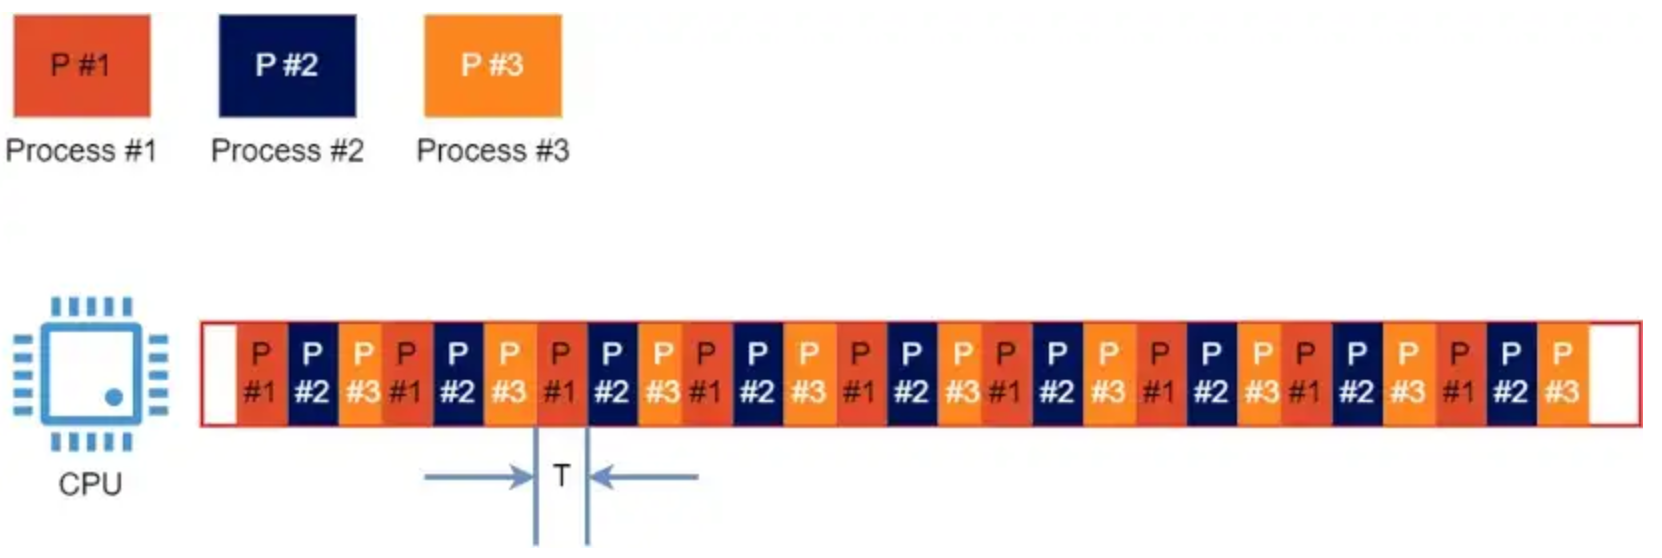 P #1
P #2
P #3
Process #1
Process #2
Process #3
P P P P P P P P P P P P P P P P P P P P P P P P P P P
#1 #2 #3 #1 #2 #3 #1 #2 #3 #1 #2 #3 #1 #2 #3 #1 #2 #3 #1 #2 #3 #1 #2 #3 #1 #2 #3
T
CPU